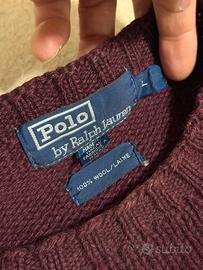 Polo
by Ralph Lauren
L
100% WOOL/LAINE
subito